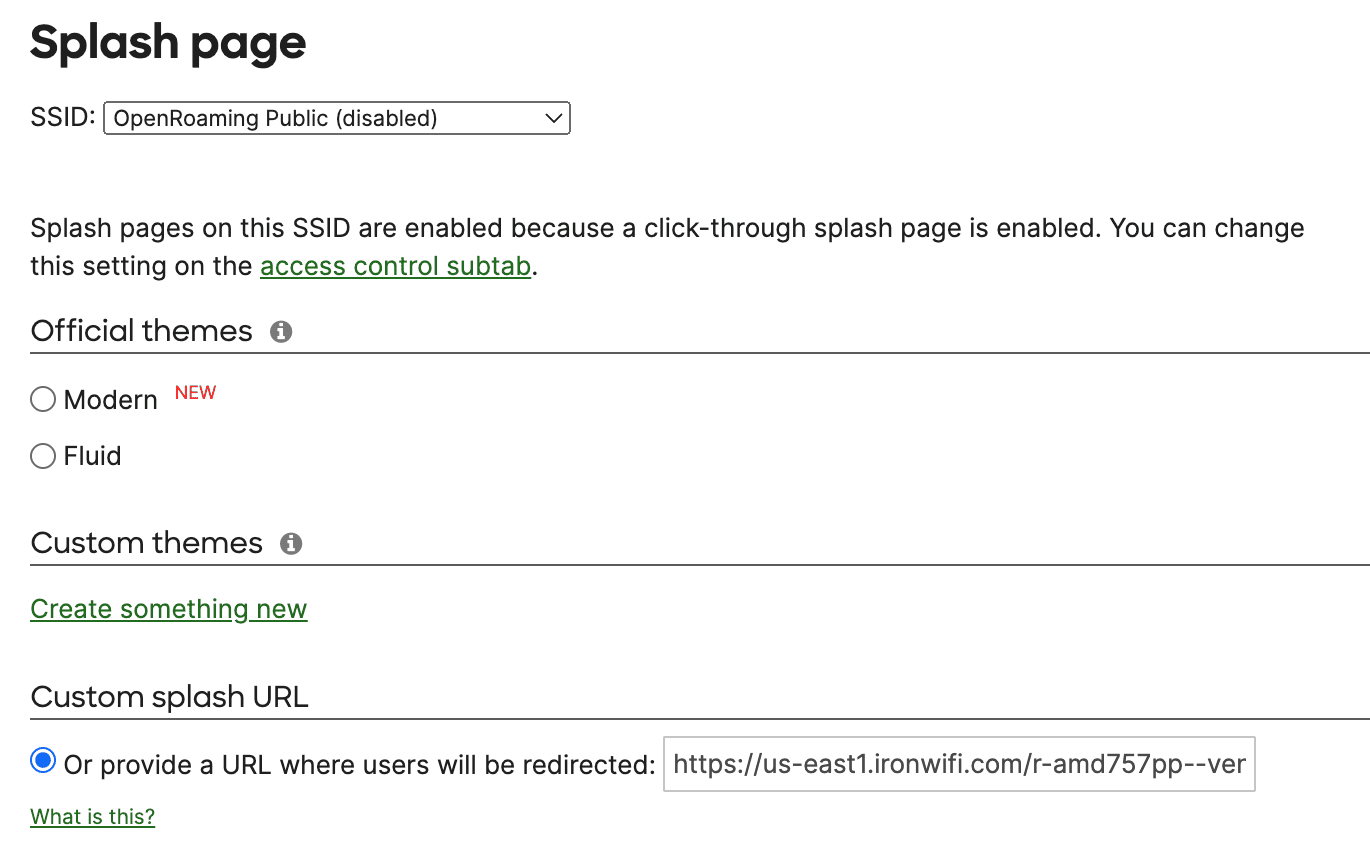 Splash page
SSID: OpenRoaming Public (disabled)
Splash pages on this SSID are enabled because a click-through splash page is enabled. You can change
this setting on the access control subtab.
Official themes
Modern NEW
Fluid
Custom themes
Create something new
Custom splash URL
Or provide a URL where users will be redirected: https://us-east1.ironwifi.com/r-amd757pp--ver
What is this?